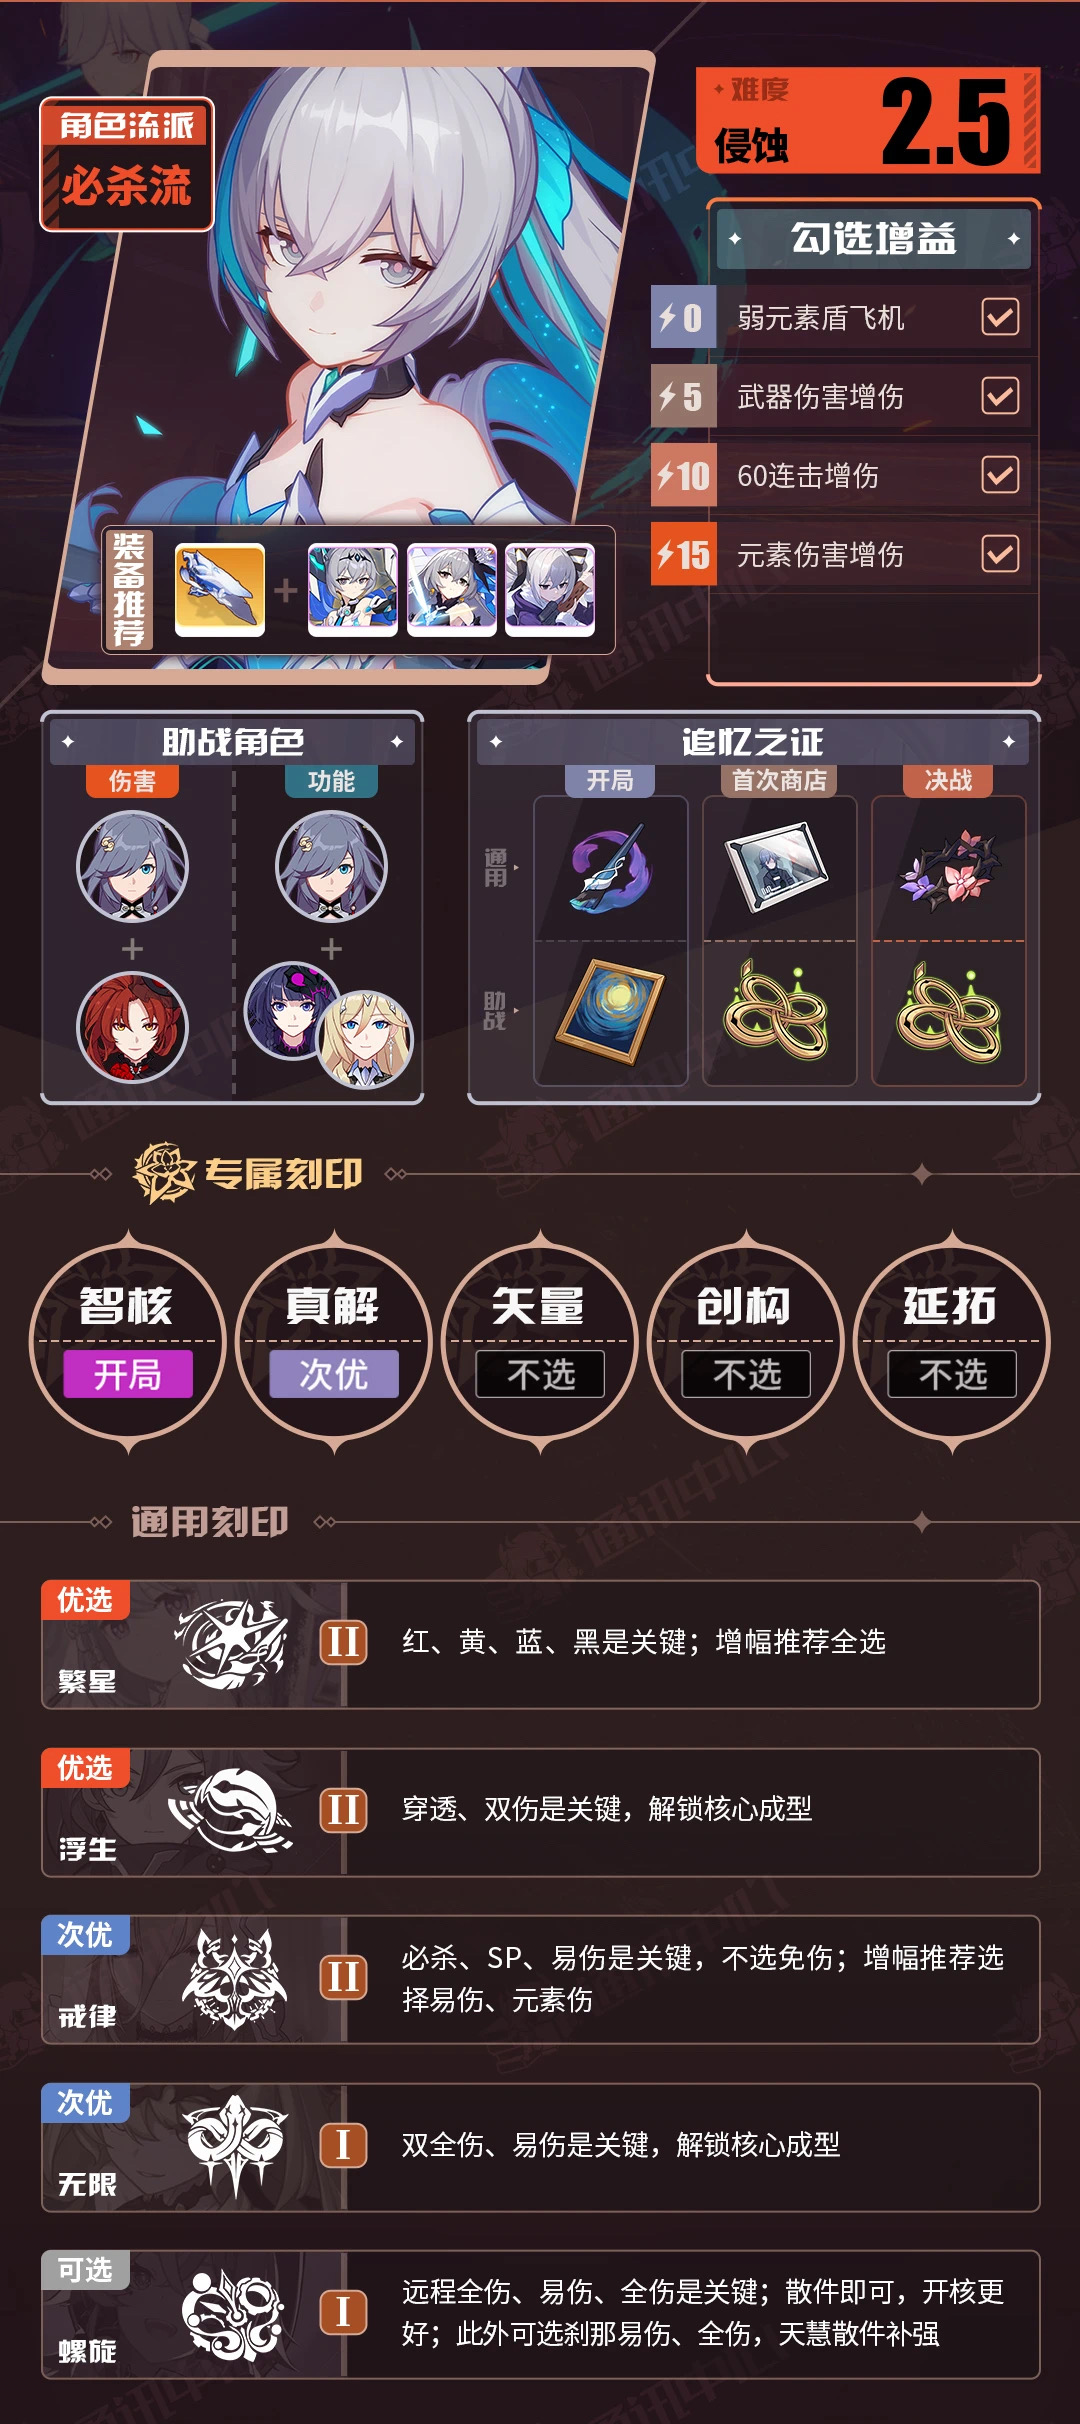 角色流派
必杀流
难度
侵蚀
2.5
勾选增益
0 弱元素盾飞机
5 武器伤害增伤
10 60连击增伤
15 元素伤害增伤
装备推荐
助战角色
伤害 功能
追忆之证
开局 首次商店 决战
通用
助战
专属刻印
智核 真解 矢量 创构 延拓
开局 次优 不选 不选 不选
通用刻印
优选
繁星
II
红、黄、蓝、黑是关键；增幅推荐全选
优选
浮生
II
穿透、双伤是关键，解锁核心成型
次优
戒律
II
必杀、SP、易伤是关键，不选免伤；增幅推荐选
择易伤、元素伤
次优
无限
I
双全伤、易伤是关键，解锁核心成型
可选
螺旋
I
远程全伤、易伤、全伤是关键；散件即可，开核更
好；此外可选刹那易伤、全伤，天慧散件补强
通讯中心